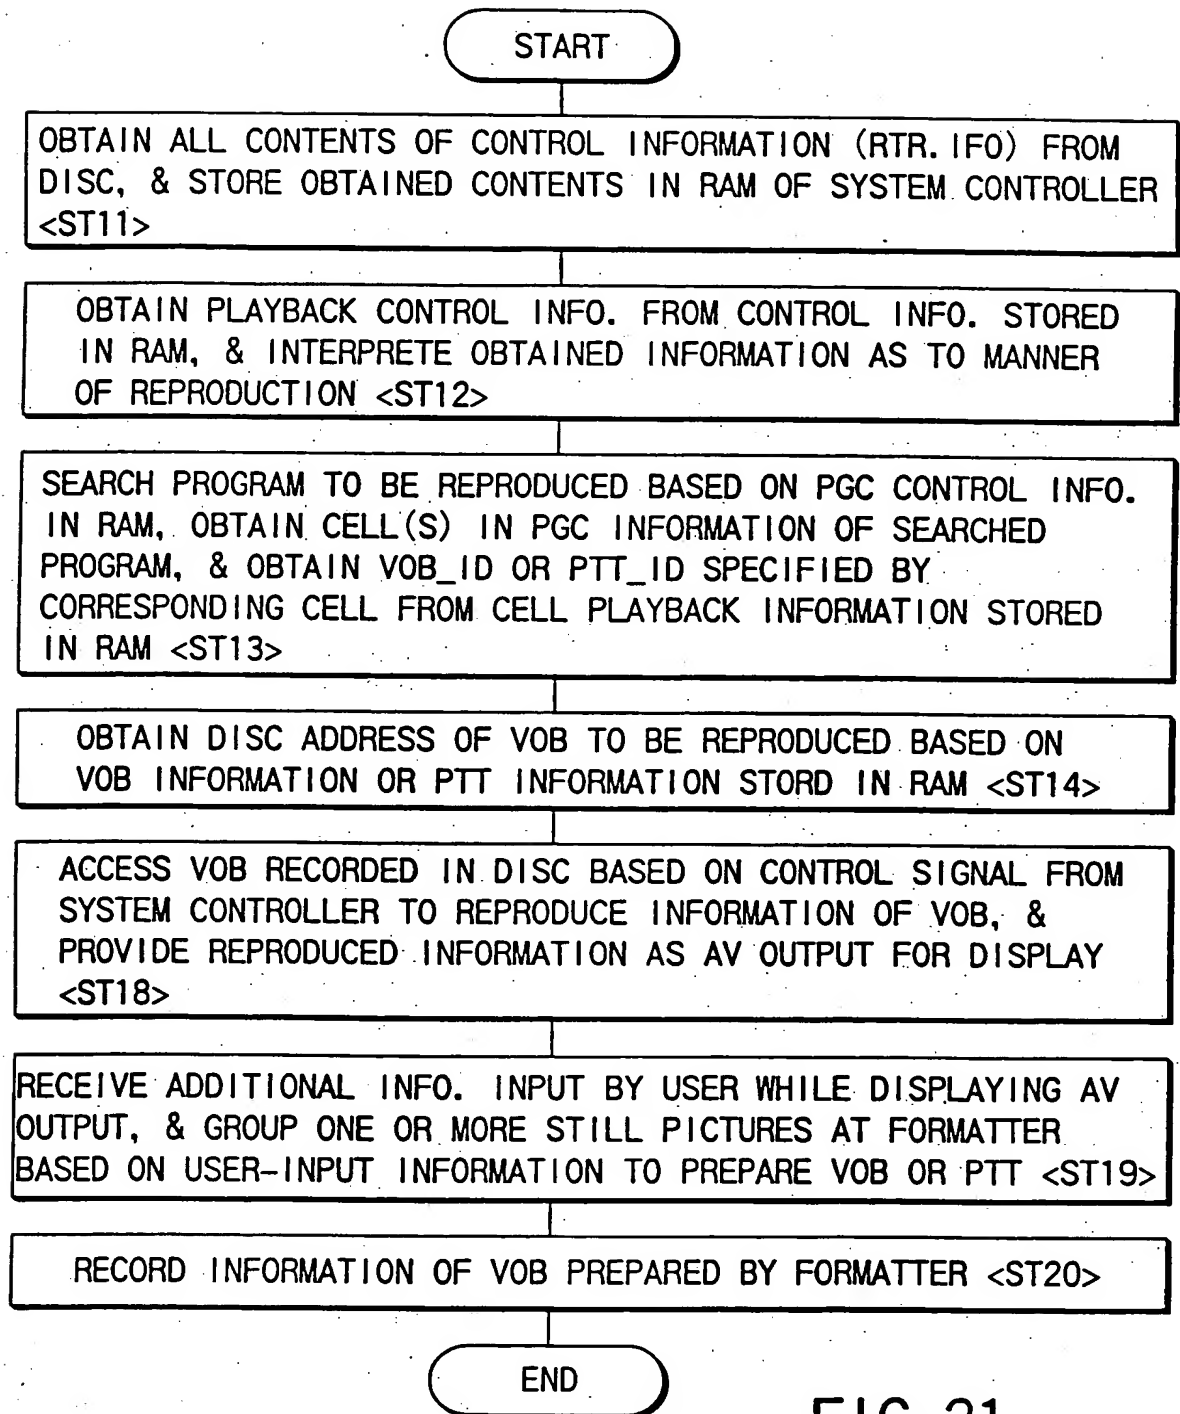 START
OBTAIN ALL CONTENTS OF CONTROL INFORMATION (RTR.IFO) FROM
DISC, & STORE OBTAINED CONTENTS IN RAM OF SYSTEM CONTROLLER
<ST11>
OBTAIN PLAYBACK CONTROL INFO. FROM CONTROL INFO. STORED
IN RAM, & INTERPRETE OBTAINED INFORMATION AS TO MANNER
OF REPRODUCTION <ST12>
SEARCH PROGRAM TO BE REPRODUCED BASED ON PGC CONTROL INFO.
IN RAM, OBTAIN CELL(S) IN PGC INFORMATION OF SEARCHED
PROGRAM, & OBTAIN VOB_ID OR PTT_ID SPECIFIED BY
CORRESPONDING CELL FROM CELL PLAYBACK INFORMATION STORED
IN RAM <ST13>
OBTAIN DISC ADDRESS OF VOB TO BE REPRODUCED BASED ON
VOB INFORMATION OR PTT INFORMATION STORD IN RAM <ST14>
ACCESS VOB RECORDED IN DISC BASED ON CONTROL SIGNAL FROM
SYSTEM CONTROLLER TO REPRODUCE INFORMATION OF VOB, &
PROVIDE REPRODUCED INFORMATION AS AV OUTPUT FOR DISPLAY
<ST18>
RECEIVE ADDITIONAL INFO. INPUT BY USER WHILE DISPLAYING AV
OUTPUT, & GROUP ONE OR MORE STILL PICTURES AT FORMATTER
BASED ON USER-INPUT INFORMATION TO PREPARE VOB OR PTT <ST19>
RECORD INFORMATION OF VOB PREPARED BY FORMATTER <ST20>
END
FIG. 21